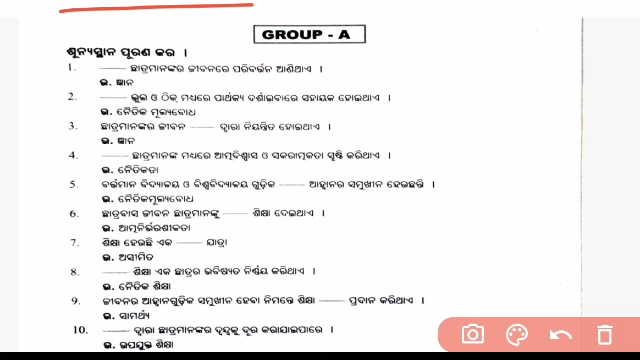 GROUP - A
ଶୂନ୍ୟସ୍ଥାନ ପୂରଣ କର ।
1. —— ଛାତ୍ରମାନଙ୍କର ଜୀବନରେ ପରିବର୍ତ୍ତନ ଆଣିଥାଏ ।
ଉ. ଜ୍ଞାନ
2. —— ଭୁଲ ଓ ଠିକ୍ ମଧ୍ୟରେ ପାର୍ଥକ୍ୟ ଦର୍ଶାଇବାରେ ସହାୟକ ହୋଇଥାଏ ।
ଉ. ନୈତିକ ମୂଲ୍ୟବୋଧ
3. ଛାତ୍ରମାନଙ୍କର ଜୀବନ —— ଦ୍ୱାରା ନିୟନ୍ତ୍ରିତ ହୋଇଥାଏ ।
ଉ. ଜ୍ଞାନ
4. —— ଛାତ୍ରମାନଙ୍କ ମଧ୍ୟରେ ଆତ୍ମବିଶ୍ୱାସ ଓ ସକରାତ୍ମକତା ସୃଷ୍ଟି କରିଥାଏ ।
ଉ. ନୈତିକତା
5. ବର୍ତ୍ତମାନ ବିଦ୍ୟାଳୟ ଓ ବିଶ୍ୱବିଦ୍ୟାଳୟ ଗୁଡ଼ିକ —— ଆହ୍ୱାନର ସମ୍ମୁଖୀନ ହେଉଛନ୍ତି ।
ଉ. ନୈତିକମୂଲ୍ୟବୋଧ
6. ଛାତ୍ରାବାସ ଜୀବନ ଛାତ୍ରମାନଙ୍କୁ —— ଶିକ୍ଷା ଦେଇଥାଏ ।
ଉ. ଆତ୍ମନିର୍ଭରଶୀଳତା
7. ଶିକ୍ଷା ହେଉଛି ଏକ —— ଯାତ୍ରା
ଉ. ଅସୀମିତ
8. —— ଶିକ୍ଷା ଏକ ଛାତ୍ରର ଭବିଷ୍ୟତ ନିର୍ଣ୍ଣୟ କରିଥାଏ ।
ଉ. ନୈତିକ ଶିକ୍ଷା
9. ଜୀବନର ଆହ୍ୱାନଗୁଡ଼ିକ ସମ୍ମୁଖୀନ ହେବା ନିମନ୍ତେ ଶିକ୍ଷା —— ପ୍ରଦାନ କରିଥାଏ ।
ଉ. ସାମର୍ଥ୍ୟ
10. —— ଦ୍ୱାରା ଛାତ୍ରମାନଙ୍କର ଦ୍ୱନ୍ଦ୍ୱକୁ ଦୂର କରାଯାଇପାରେ ।
ଉ. ଉପଯୁକ୍ତ ଶିକ୍ଷା